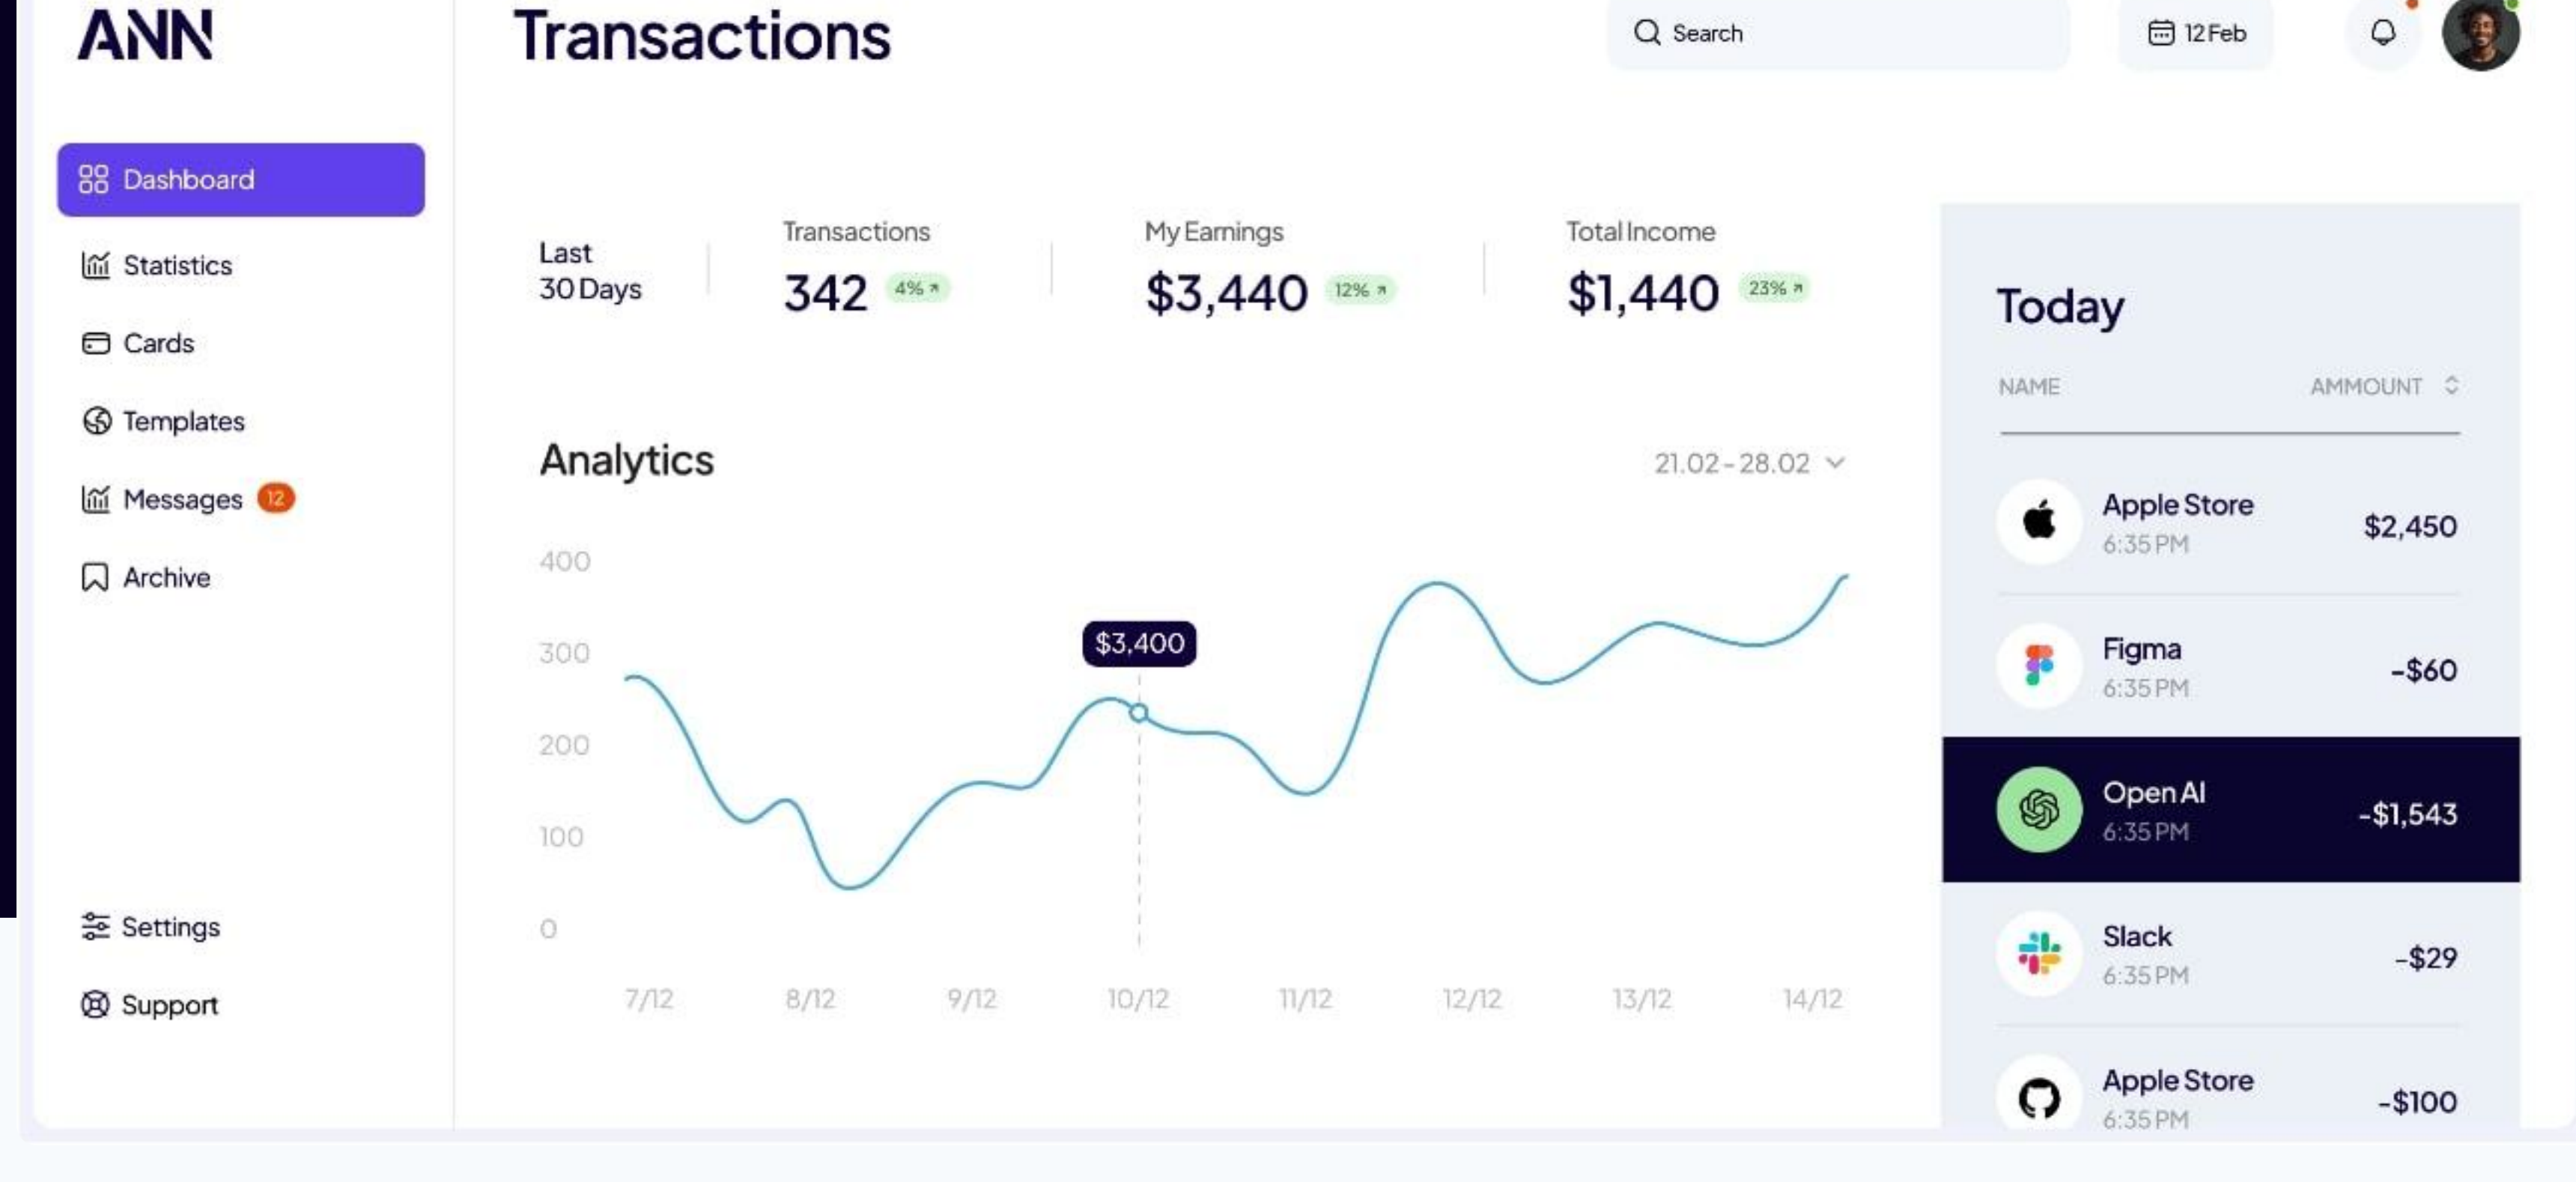 ANN
Transactions
Search
12 Feb
Dashboard
Statistics
Cards
Templates
Messages 12
Archive
Settings
Support
Last
30 Days
Transactions
342 4%
My Earnings
$3,440 12%
Total Income
$1,440 23%
Analytics
21.02 - 28.02
400
300
200
100
0
$3,400
7/12 8/12 9/12 10/12 11/12 12/12 13/12 14/12
Today
NAME AMMOUNT
Apple Store
6:35 PM
$2,450
Figma
6:35 PM
-$60
Open AI
6:35 PM
-$1,543
Slack
6:35 PM
-$29
Apple Store
6:35 PM
-$100